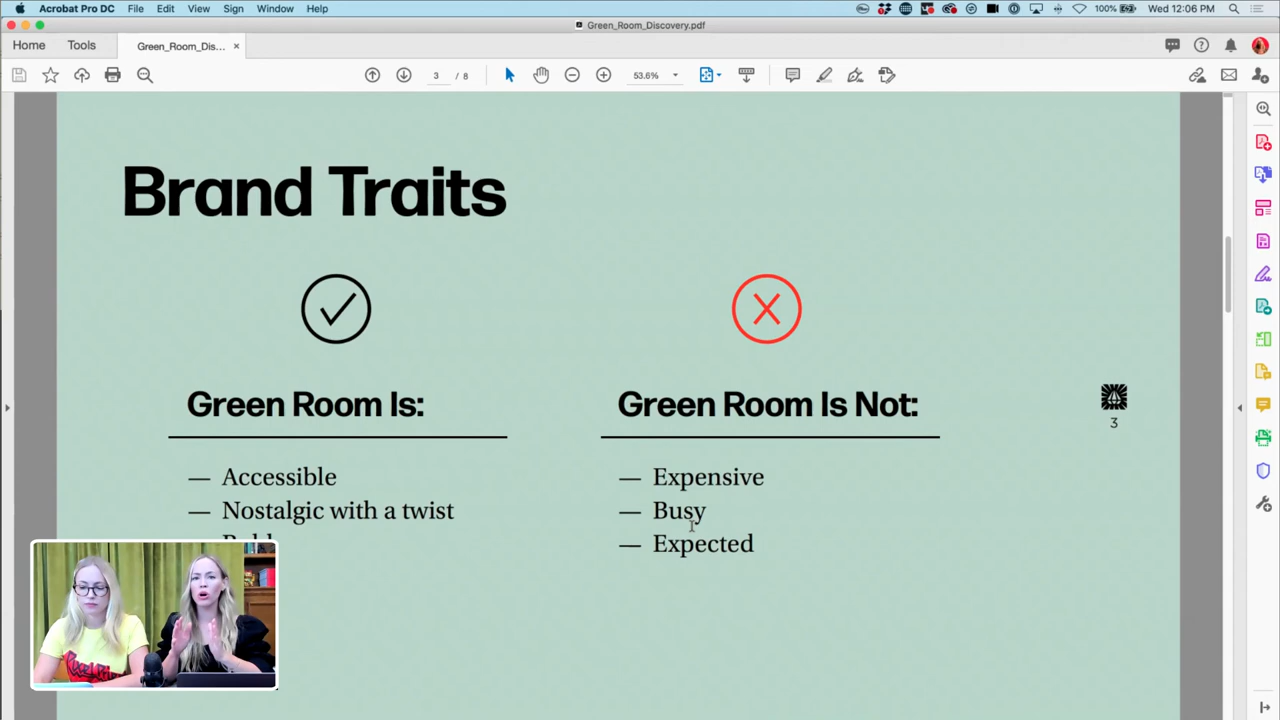 Acrobat Pro DC File Edit View Sign Window Help 100% Wed 12:06 PM
Green_Room_Discovery.pdf
Home Tools Green_Room_Dis... ×
3 / 8 53.6%
Brand Traits
Green Room Is:
— Accessible
— Nostalgic with a twist
Green Room Is Not:
— Expensive
— Busy
— Expected
3